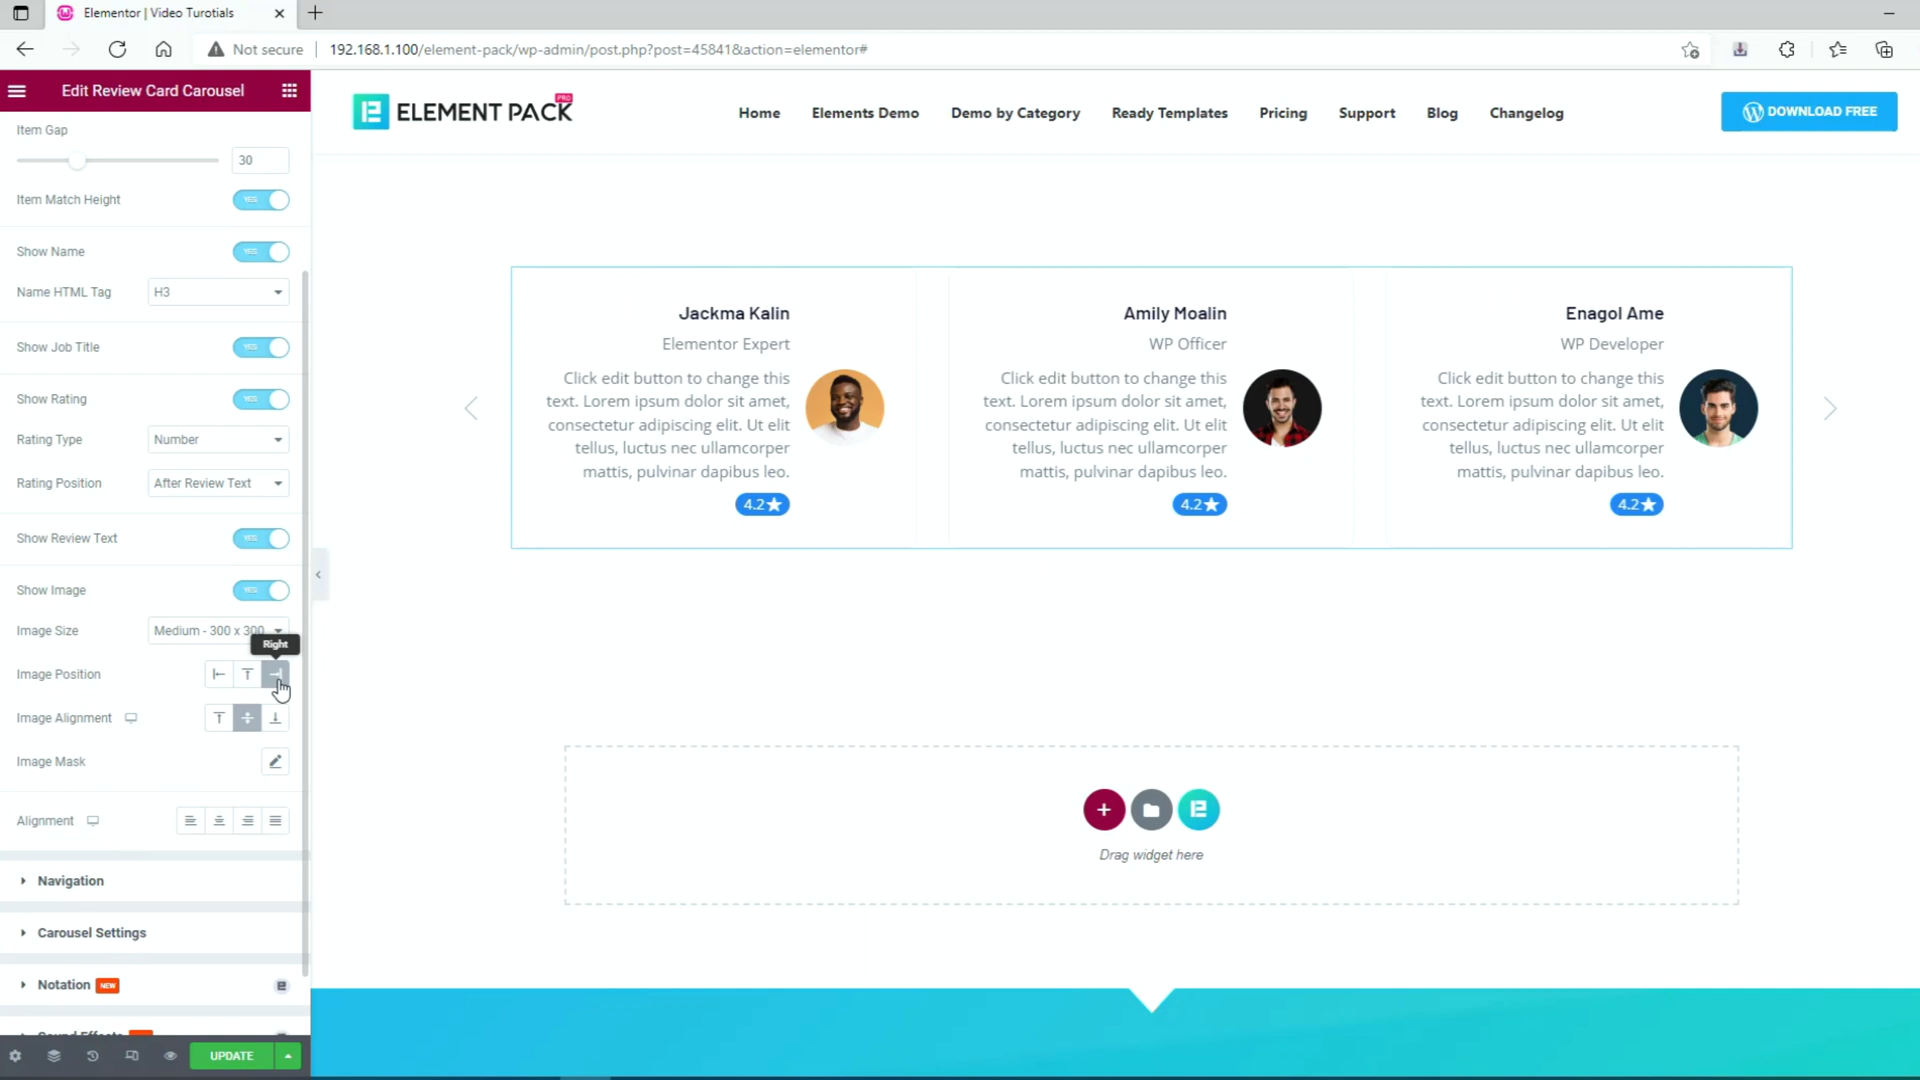 Elementor | Video Turotials
Not secure
192.168.1.100/element-pack/wp-admin/post.php?post=45841&action=elementor#
Edit Review Card Carousel
Item Gap
30
Item Match Height
YES
Show Name
YES
Name HTML Tag
H3
Show Job Title
YES
Show Rating
YES
Rating Type
Number
Rating Position
After Review Text
Show Review Text
YES
Show Image
YES
Image Size
Medium - 300 x 300
Right
Image Position
Image Alignment
Image Mask
Alignment
Navigation
Carousel Settings
Notation NEW
UPDATE
ELEMENT PACK
PRO
Home
Elements Demo
Demo by Category
Ready Templates
Pricing
Support
Blog
Changelog
DOWNLOAD FREE
Jackma Kalin
Elementor Expert
Click edit button to change this
text. Lorem ipsum dolor sit amet,
consectetur adipiscing elit. Ut elit
tellus, luctus nec ullamcorper
mattis, pulvinar dapibus leo.
4.2
Amily Moalin
WP Officer
Click edit button to change this
text. Lorem ipsum dolor sit amet,
consectetur adipiscing elit. Ut elit
tellus, luctus nec ullamcorper
mattis, pulvinar dapibus leo.
4.2
Enagol Ame
WP Developer
Click edit button to change this
text. Lorem ipsum dolor sit amet,
consectetur adipiscing elit. Ut elit
tellus, luctus nec ullamcorper
mattis, pulvinar dapibus leo.
4.2
Drag widget here